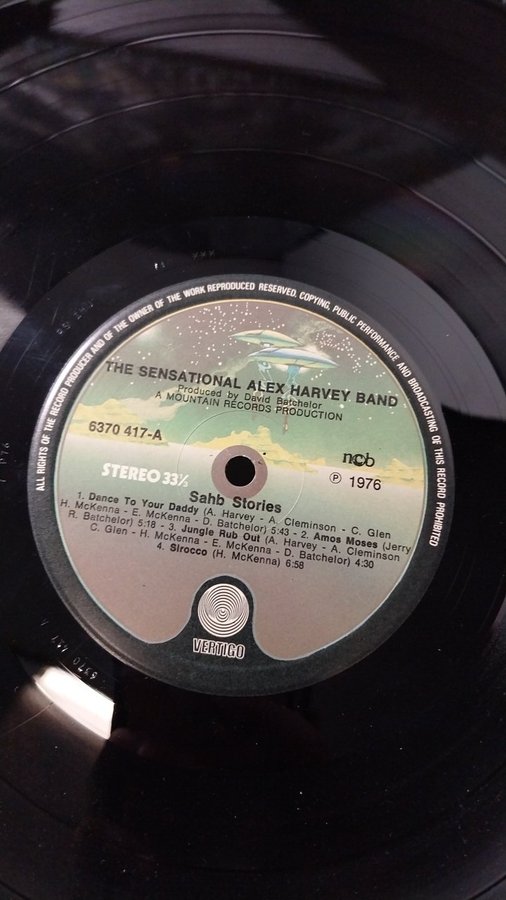 ALL RIGHTS OF THE RECORD PRODUCER AND OF THE OWNER OF THE WORK REPRODUCED RESERVED. COPYING, PUBLIC PERFORMANCE AND BROADCASTING OF THIS RECORD PROHIBITED
THE SENSATIONAL ALEX HARVEY BAND
Produced by David Batchelor
A MOUNTAIN RECORDS PRODUCTION
6370 417-A
ncb
STEREO 33⅓
Ⓟ 1976
Sahb Stories
1. Dance To Your Daddy (A. Harvey - A. Cleminson - C. Glen
H. McKenna - E. McKenna - D. Batchelor) 5:43 - 2. Amos Moses (Jerry
R. Batchelor) 5:18 - 3. Jungle Rub Out (A. Harvey - A. Cleminson
C. Glen - H. McKenna - E. McKenna - D. Batchelor) 4:30
4. Sirocco (H. McKenna) 6:58
VERTIGO
6370 417 A